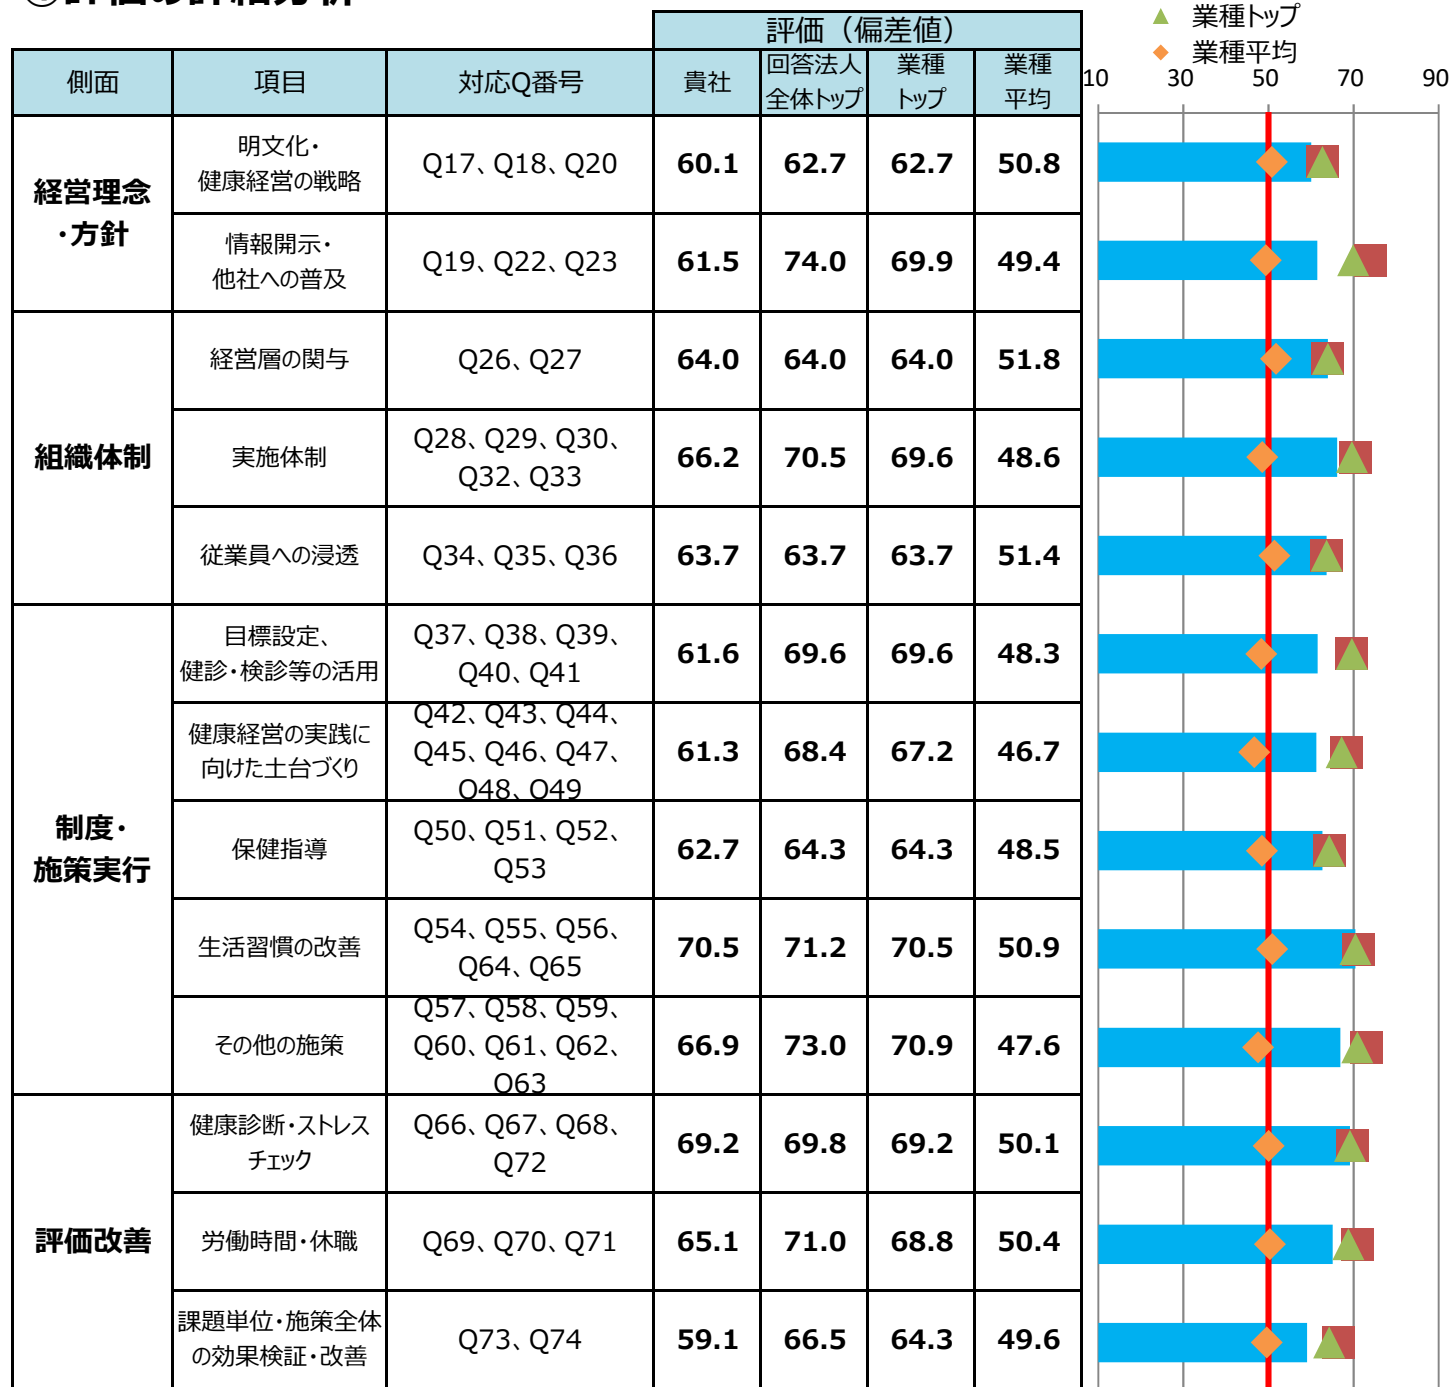 評価（偏差値）
▲ 業種トップ
◆ 業種平均
側面 項目 対応Q番号 貴社 回答法人 業種 業種
全体トップ トップ 平均
10 30 50 70 90
経営理念
・方針
明文化・
健康経営の戦略
Q17、Q18、Q20 60.1 62.7 62.7 50.8
情報開示・
他社への普及
Q19、Q22、Q23 61.5 74.0 69.9 49.4
組織体制
経営層の関与 Q26、Q27 64.0 64.0 64.0 51.8
実施体制
Q28、Q29、Q30、
Q32、Q33
66.2 70.5 69.6 48.6
従業員への浸透 Q34、Q35、Q36 63.7 63.7 63.7 51.4
制度・
施策実行
目標設定、
健診・検診等の活用
Q37、Q38、Q39、
Q40、Q41
61.6 69.6 69.6 48.3
健康経営の実践に
向けた土台づくり
Q42、Q43、Q44、
Q45、Q46、Q47、
Q48、Q49
61.3 68.4 67.2 46.7
保健指導
Q50、Q51、Q52、
Q53
62.7 64.3 64.3 48.5
生活習慣の改善
Q54、Q55、Q56、
Q64、Q65
70.5 71.2 70.5 50.9
その他の施策
Q57、Q58、Q59、
Q60、Q61、Q62、
Q63
66.9 73.0 70.9 47.6
評価改善
健康診断・ストレス
チェック
Q66、Q67、Q68、
Q72
69.2 69.8 69.2 50.1
労働時間・休職 Q69、Q70、Q71 65.1 71.0 68.8 50.4
課題単位・施策全体
の効果検証・改善
Q73、Q74 59.1 66.5 64.3 49.6